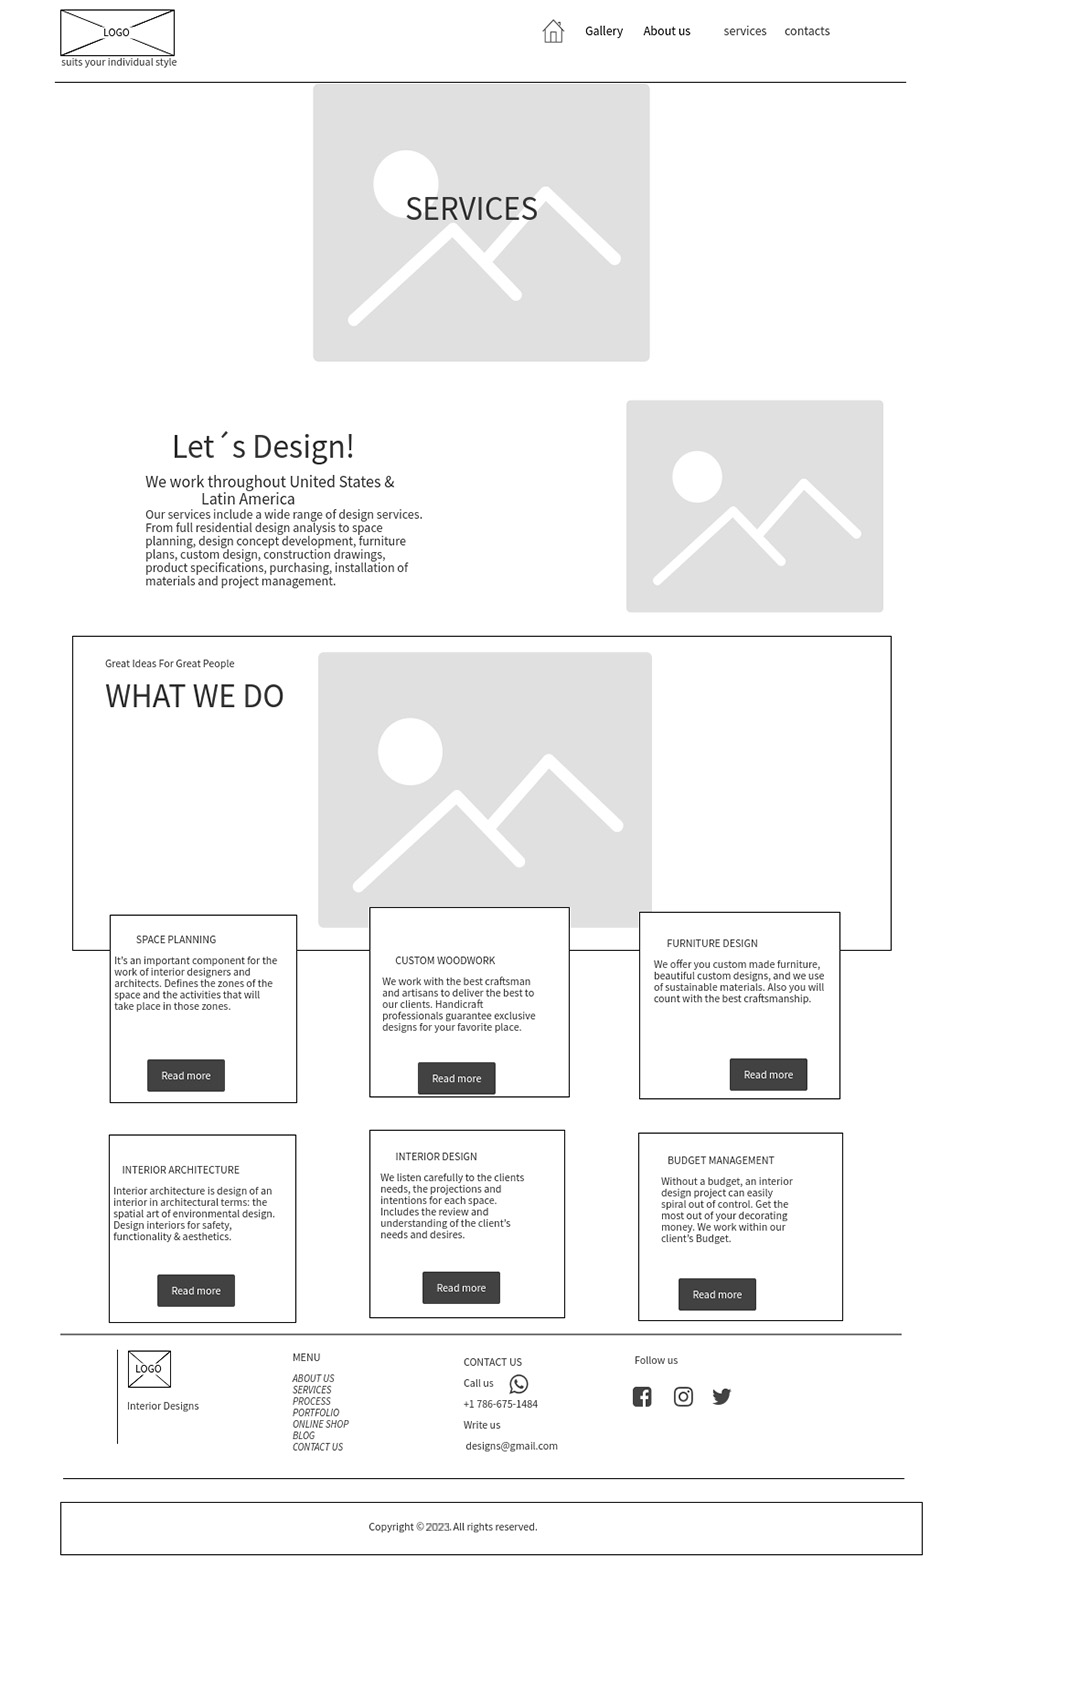 LOGO
suits your individual style
Gallery
About us
services
contacts
SERVICES
Let´s Design!
We work throughout United States &
Latin America
Our services include a wide range of design services.
From full residential design analysis to space
planning, design concept development, furniture
plans, custom design, construction drawings,
product specifications, purchasing, installation of
materials and project management.
Great Ideas For Great People
WHAT WE DO
SPACE PLANNING
It's an important component for the
work of interior designers and
architects. Defines the zones of the
space and the activities that will
take place in those zones.
Read more
CUSTOM WOODWORK
We work with the best craftsman
and artisans to deliver the best to
our clients. Handicraft
professionals guarantee exclusive
designs for your favorite place.
Read more
FURNITURE DESIGN
We offer you custom made furniture,
beautiful custom designs, and we use
of sustainable materials. Also you will
count with the best craftsmanship.
Read more
INTERIOR ARCHITECTURE
Interior architecture is design of an
interior in architectural terms: the
spatial art of environmental design.
Design interiors for safety,
functionality & aesthetics.
Read more
INTERIOR DESIGN
We listen carefully to the clients
needs, the projections and
intentions for each space.
Includes the review and
understanding of the client's
needs and desires.
Read more
BUDGET MANAGEMENT
Without a budget, an interior
design project can easily
spiral out of control. Get the
most out of your decorating
money. We work within our
client's Budget.
Read more
LOGO
Interior Designs
MENU
ABOUT US
SERVICES
PROCESS
PORTFOLIO
ONLINE SHOP
BLOG
CONTACT US
CONTACT US
Call us
+1 786-675-1484
Write us
designs@gmail.com
Follow us
Copyright © 2023. All rights reserved.